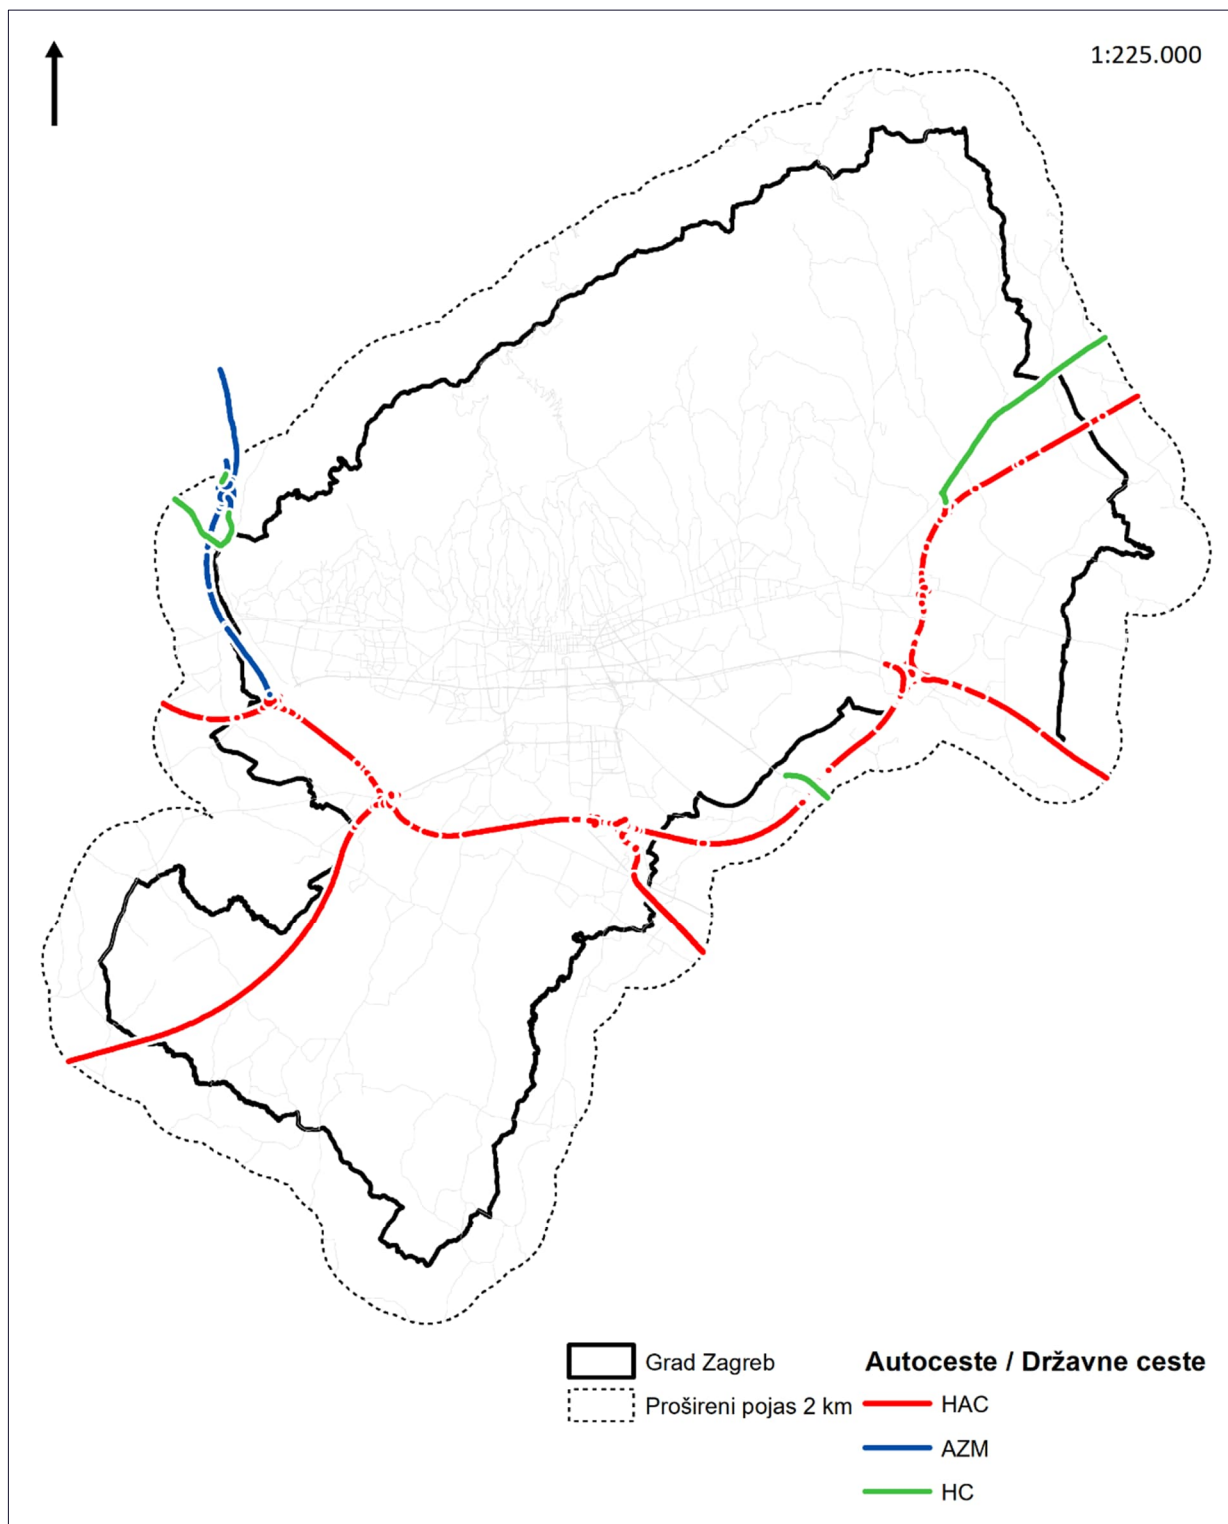 1:225.000
Grad Zagreb
Prošireni pojas 2 km
Autoceste / Državne ceste
HAC
AZM
HC